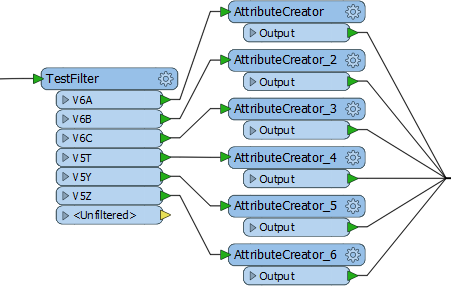 TestFilter
V6A
V6B
V6C
V5T
V5Y
V5Z
<Unfiltered>
AttributeCreator
Output
AttributeCreator_2
Output
AttributeCreator_3
Output
AttributeCreator_4
Output
AttributeCreator_5
Output
AttributeCreator_6
Output